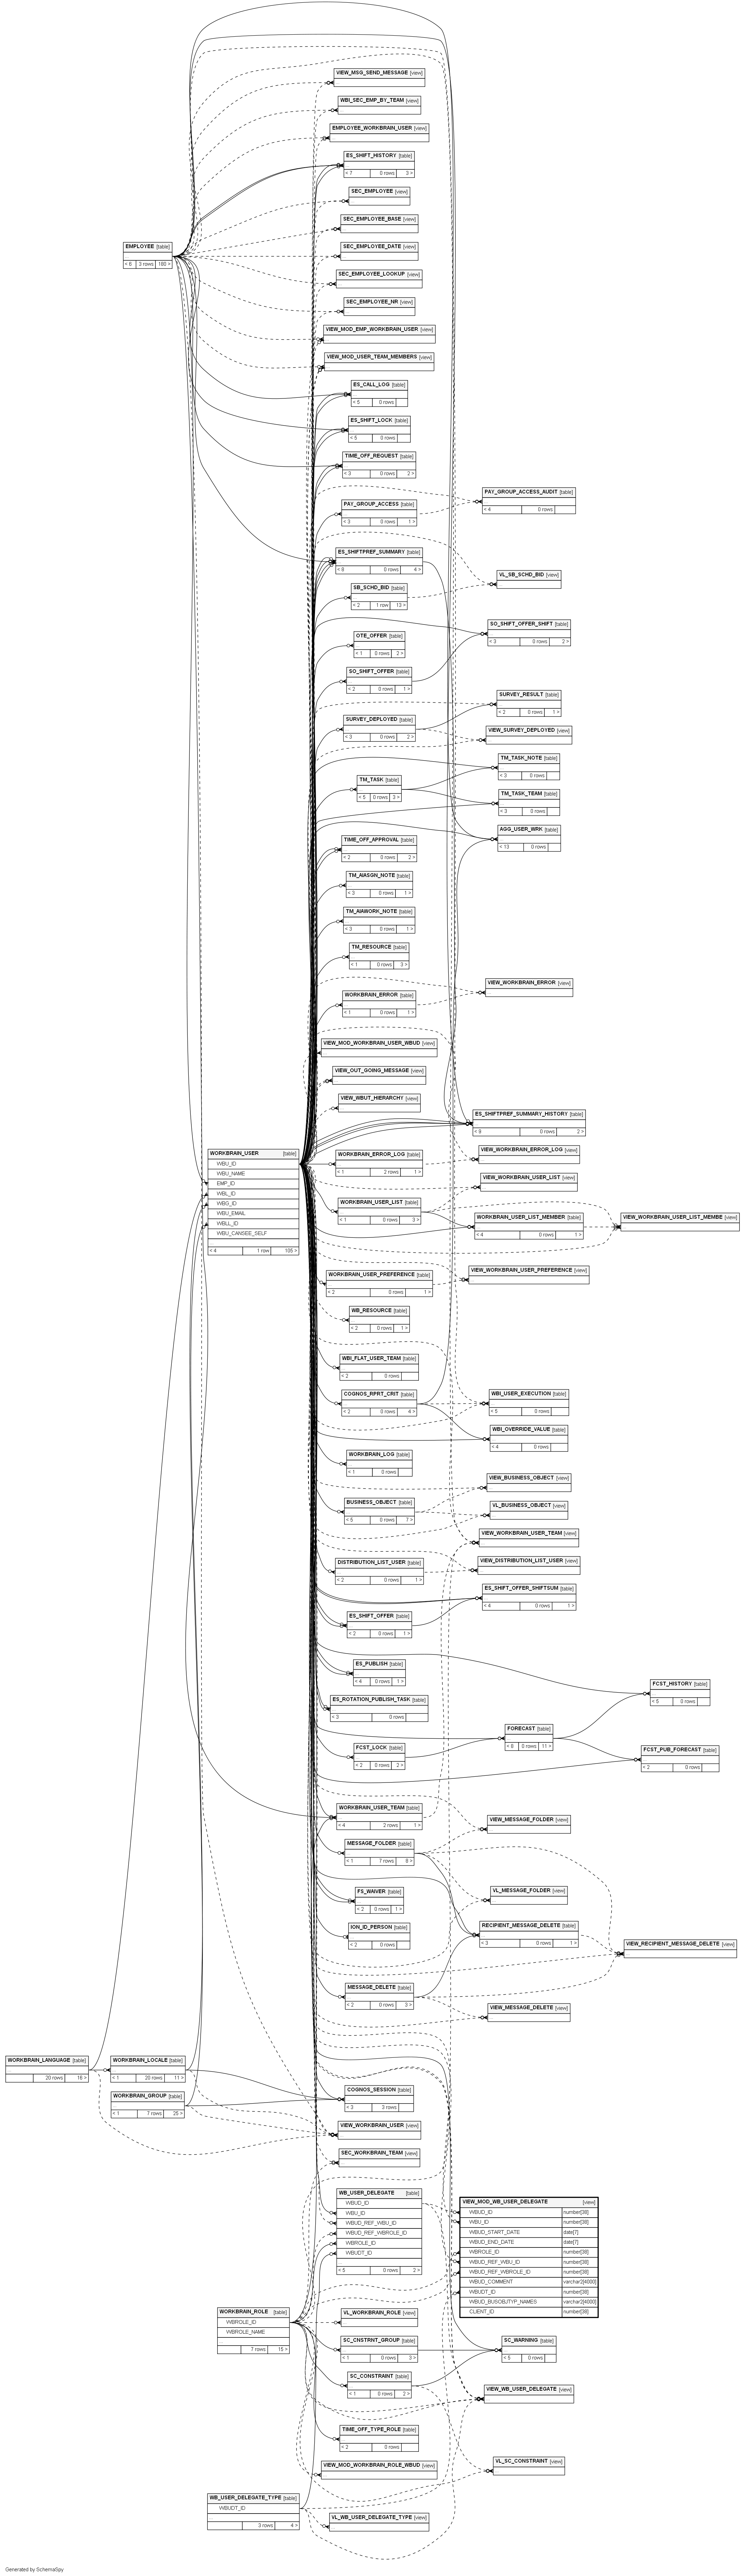 VIEW_MSG_SEND_MESSAGE [view]
...
WBI_SEC_EMP_BY_TEAM [view]
...
EMPLOYEE_WORKBRAIN_USER [view]
...
ES_SHIFT_HISTORY [table]
...
< 7 0 rows 3 >
SEC_EMPLOYEE [view]
...
SEC_EMPLOYEE_BASE [view]
...
EMPLOYEE [table]
...
< 6 3 rows 160 >
SEC_EMPLOYEE_DATE [view]
...
SEC_EMPLOYEE_LOOKUP [view]
...
SEC_EMPLOYEE_NR [view]
...
VIEW_MOD_EMP_WORKBRAIN_USER [view]
...
VIEW_MOD_USER_TEAM_MEMBERS [view]
...
ES_CALL_LOG [table]
...
< 5 0 rows
ES_SHIFT_LOCK [table]
...
< 5 0 rows
TIME_OFF_REQUEST [table]
...
< 3 0 rows 2 >
PAY_GROUP_ACCESS_AUDIT [table]
...
< 4 0 rows
PAY_GROUP_ACCESS [table]
...
< 3 0 rows 1 >
ES_SHIFTPREF_SUMMARY [table]
...
< 8 0 rows 4 >
VL_SB_SCHD_BID [view]
...
SB_SCHD_BID [table]
...
< 2 1 row 13 >
SO_SHIFT_OFFER_SHIFT [table]
...
< 3 0 rows 2 >
OTE_OFFER [table]
...
< 1 0 rows 2 >
SO_SHIFT_OFFER [table]
...
< 2 0 rows 1 >
SURVEY_RESULT [table]
...
< 2 0 rows 1 >
SURVEY_DEPLOYED [table]
...
< 3 0 rows 2 >
VIEW_SURVEY_DEPLOYED [view]
...
TM_TASK_NOTE [table]
...
< 3 0 rows
TM_TASK [table]
...
< 5 0 rows 3 >
TM_TASK_TEAM [table]
...
< 3 0 rows
AGG_USER_WRK [table]
...
< 13 0 rows
TIME_OFF_APPROVAL [table]
...
< 2 0 rows 2 >
TM_AIASGN_NOTE [table]
...
< 3 0 rows 1 >
TM_AIAWORK_NOTE [table]
...
< 3 0 rows 1 >
TM_RESOURCE [table]
...
< 1 0 rows 3 >
VIEW_WORKBRAIN_ERROR [view]
...
WORKBRAIN_ERROR [table]
...
< 1 0 rows 1 >
VIEW_MOD_WORKBRAIN_USER_WBUD [view]
...
VIEW_OUT_GOING_MESSAGE [view]
...
VIEW_WBUT_HIERARCHY [view]
...
ES_SHIFTPREF_SUMMARY_HISTORY [table]
...
< 8 0 rows 2 >
WORKBRAIN_USER [table]
WBU_ID
WBU_NAME
EMP_ID
WBL_ID
WBG_ID
WBU_EMAIL
WBLL_ID
WBU_CANSEE_SELF
...
< 4 1 row 105 >
WORKBRAIN_ERROR_LOG [table]
...
< 1 2 rows 1 >
VIEW_WORKBRAIN_ERROR_LOG [view]
...
VIEW_WORKBRAIN_USER_LIST [view]
...
WORKBRAIN_USER_LIST [table]
...
< 1 0 rows 3 >
WORKBRAIN_USER_LIST_MEMBER [table]
...
< 4 0 rows 1 >
VIEW_WORKBRAIN_USER_LIST_MEMBE [view]
...
WORKBRAIN_USER_PREFERENCE [table]
...
< 2 0 rows 1 >
VIEW_WORKBRAIN_USER_PREFERENCE [view]
...
WB_RESOURCE [table]
...
< 2 0 rows 1 >
WBI_FLAT_USER_TEAM [table]
...
< 2 0 rows
COGNOS_RPRT_CRIT [table]
...
< 2 0 rows 4 >
WBI_USER_EXECUTION [table]
...
< 5 0 rows
WBI_OVERRIDE_VALUE [table]
...
< 4 0 rows
WORKBRAIN_LOG [table]
...
< 1 0 rows
VIEW_BUSINESS_OBJECT [view]
...
BUSINESS_OBJECT [table]
...
< 5 0 rows 7 >
VL_BUSINESS_OBJECT [view]
...
VIEW_WORKBRAIN_USER_TEAM [view]
...
DISTRIBUTION_LIST_USER [table]
...
< 2 0 rows 1 >
VIEW_DISTRIBUTION_LIST_USER [view]
...
ES_SHIFT_OFFER_SHIFTSUM [table]
...
< 4 0 rows 1 >
ES_SHIFT_OFFER [table]
...
< 2 0 rows 1 >
ES_PUBLISH [table]
...
< 4 0 rows 1 >
FCST_HISTORY [table]
...
< 5 0 rows
ES_ROTATION_PUBLISH_TASK [table]
...
< 3 0 rows
FORECAST [table]
...
< 8 0 rows 11 >
FCST_LOCK [table]
...
< 2 0 rows 2 >
FCST_PUB_FORECAST [table]
...
< 2 0 rows
WORKBRAIN_USER_TEAM [table]
...
< 4 2 rows 1 >
VIEW_MESSAGE_FOLDER [view]
...
MESSAGE_FOLDER [table]
...
< 1 7 rows 8 >
FS_WAIVER [table]
...
< 2 0 rows 1 >
VL_MESSAGE_FOLDER [view]
...
ION_ID_PERSON [table]
...
< 2 0 rows
RECIPIENT_MESSAGE_DELETE [table]
...
< 3 0 rows 1 >
VIEW_RECIPIENT_MESSAGE_DELETE [view]
...
MESSAGE_DELETE [table]
...
< 2 0 rows 3 >
VIEW_MESSAGE_DELETE [view]
...
WORKBRAIN_LANGUAGE [table]
...
20 rows 16 >
WORKBRAIN_LOCALE [table]
...
< 1 20 rows 11 >
WORKBRAIN_GROUP [table]
...
< 1 7 rows 25 >
COGNOS_SESSION [table]
...
< 3 3 rows
VIEW_WORKBRAIN_USER [view]
...
SEC_WORKBRAIN_TEAM [view]
...
WB_USER_DELEGATE [table]
WBUD_ID
WBU_ID
WBUD_REF_WBU_ID
WBUD_REF_WBROLE_ID
WBROLE_ID
WBUDT_ID
...
< 5 0 rows 2 >
VIEW_MOD_WB_USER_DELEGATE [view]
WBUD_ID number[38]
WBU_ID number[38]
WBUD_START_DATE date[7]
WBUD_END_DATE date[7]
WBROLE_ID number[38]
WBUD_REF_WBU_ID number[38]
WBUD_REF_WBROLE_ID number[38]
WBUD_COMMENT varchar2[4000]
WBUDT_ID number[38]
WBUD_BUSOBJTYP_NAMES varchar2[4000]
CLIENT_ID number[38]
WORKBRAIN_ROLE [table]
WBROLE_ID
WBROLE_NAME
...
7 rows 15 >
VL_WORKBRAIN_ROLE [view]
...
SC_CNSTRNT_GROUP [table]
...
< 1 0 rows 3 >
SC_WARNING [table]
...
< 5 0 rows
SC_CONSTRAINT [table]
...
< 1 0 rows 2 >
VIEW_WB_USER_DELEGATE [view]
...
TIME_OFF_TYPE_ROLE [table]
...
< 2 0 rows
VIEW_MOD_WORKBRAIN_ROLE_WBUD [view]
...
VL_SC_CONSTRAINT [view]
...
WB_USER_DELEGATE_TYPE [table]
WBUDT_ID
...
3 rows 4 >
VL_WB_USER_DELEGATE_TYPE [view]
...
Generated by SchemaSpy